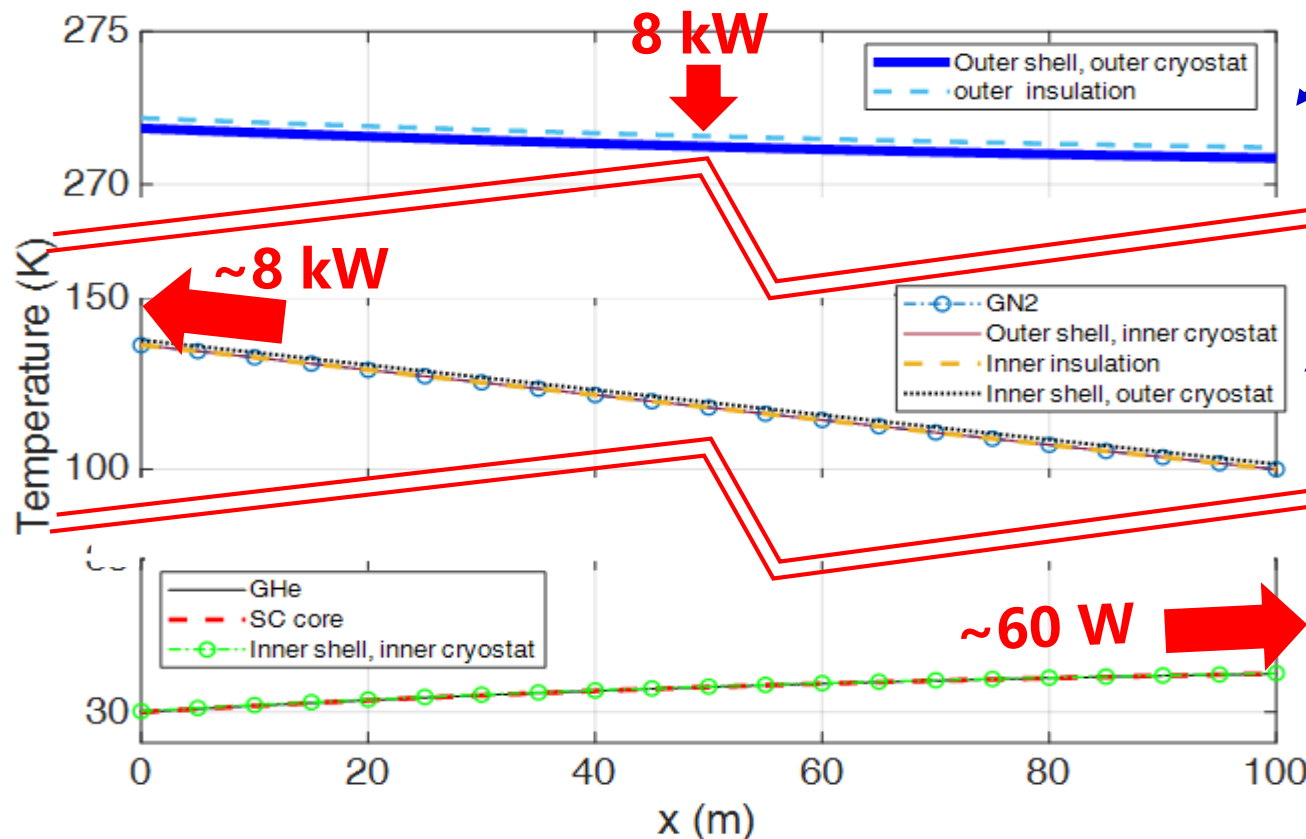 275
8 kW
Outer shell, outer cryostat
outer insulation
270
Temperature (K)
~8 kW
150
GN2
Outer shell, inner cryostat
Inner insulation
Inner shell, outer cryostat
100
GHe
SC core
Inner shell, inner cryostat
~60 W
30
0
20
40
60
80
100
x (m)